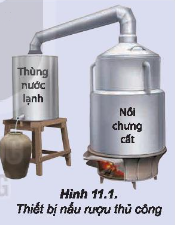 Thùng
nước
lạnh
Nồi
chưng
cất
Hình 11.1.
Thiết bị nấu rượu thủ công